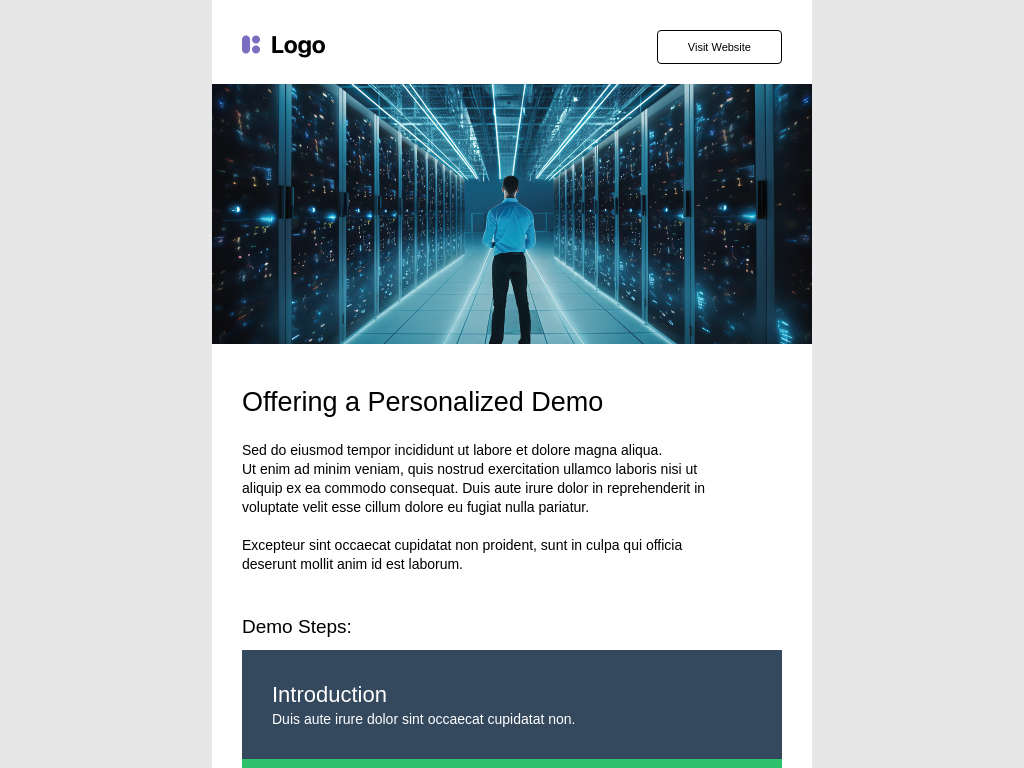 Logo
Visit Website
Offering a Personalized Demo
Sed do eiusmod tempor incididunt ut labore et dolore magna aliqua.
Ut enim ad minim veniam, quis nostrud exercitation ullamco laboris nisi ut
aliquip ex ea commodo consequat. Duis aute irure dolor in reprehenderit in
voluptate velit esse cillum dolore eu fugiat nulla pariatur.
Excepteur sint occaecat cupidatat non proident, sunt in culpa qui officia
deserunt mollit anim id est laborum.
Demo Steps:
Introduction
Duis aute irure dolor sint occaecat cupidatat non.